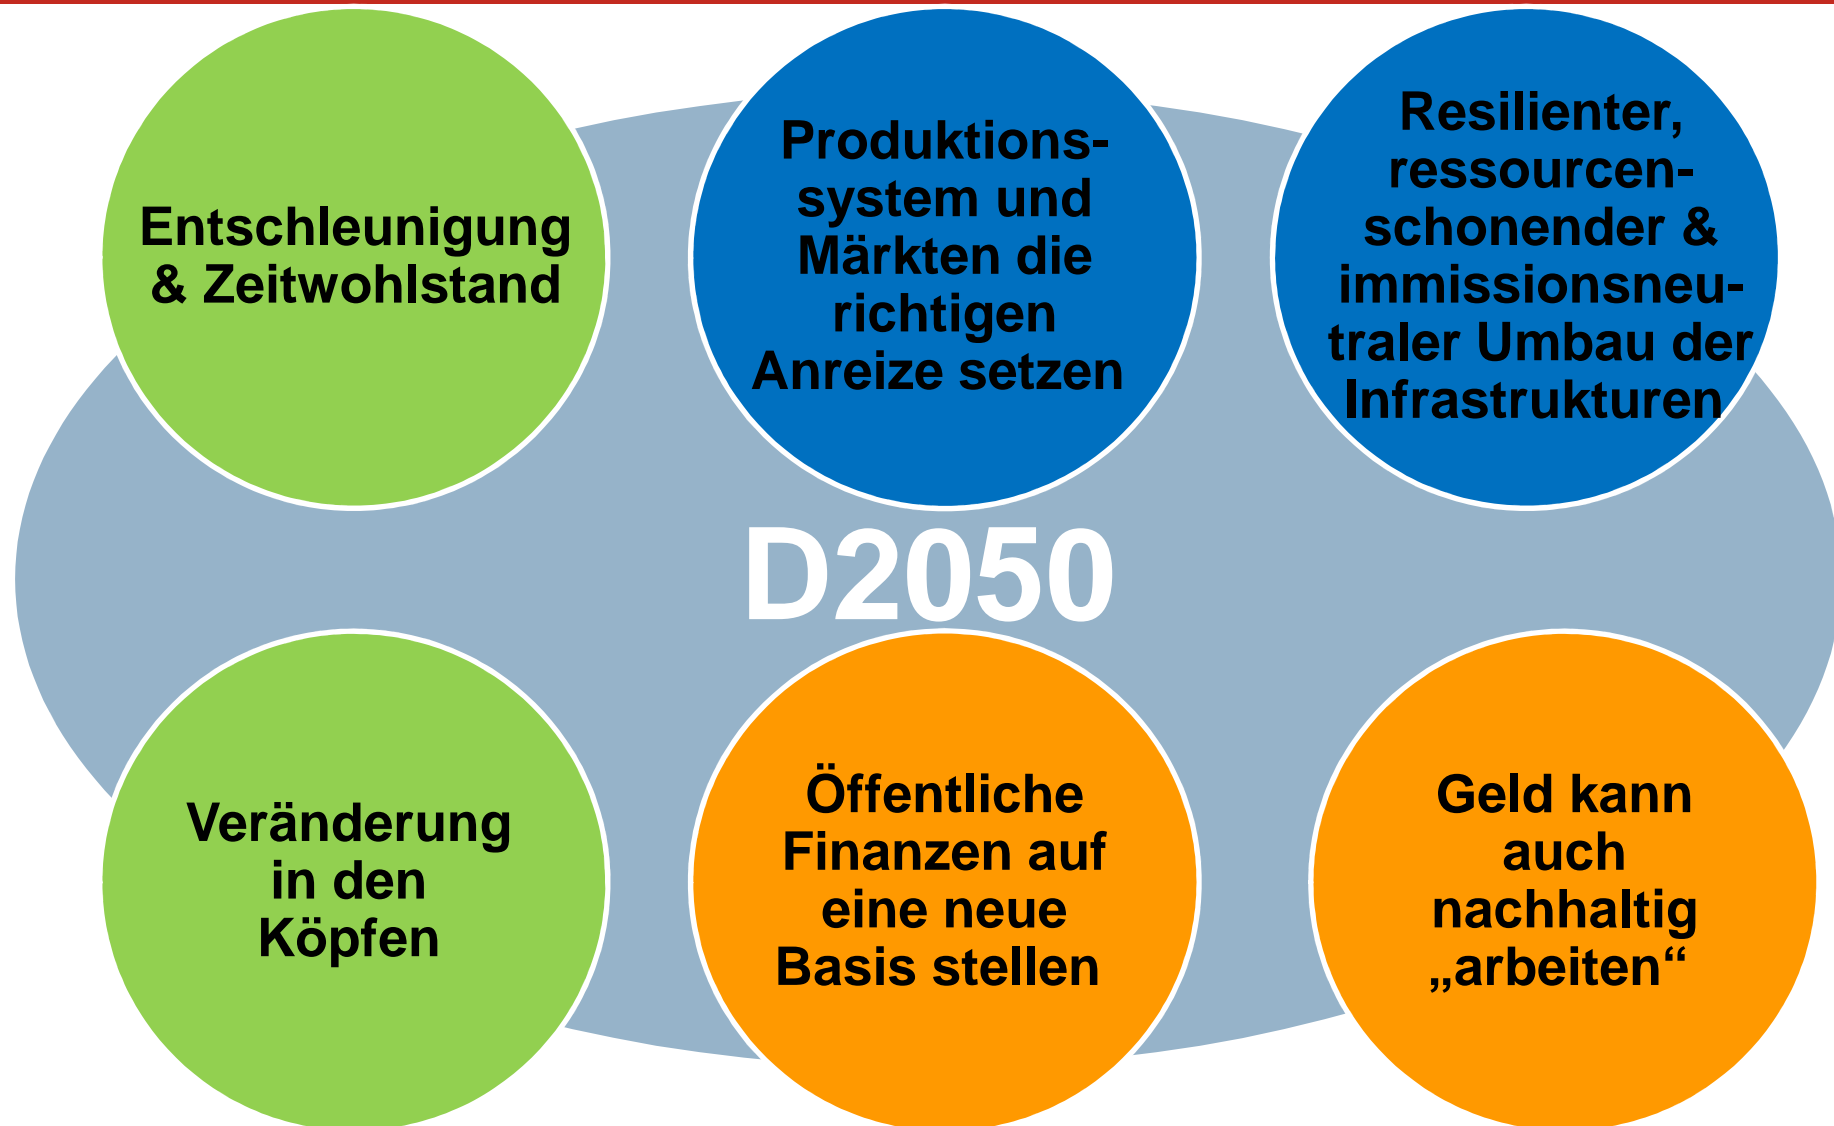 Entschleunigung
& Zeitwohlstand
Produktions-
system und
Märkten die
richtigen
Anreize setzen
Resilienter,
ressourcen-
schonender &
immissionsneu-
traler Umbau der
Infrastrukturen
D2050
Veränderung
in den
Köpfen
Öffentliche
Finanzen auf
eine neue
Basis stellen
Geld kann
auch
nachhaltig
„arbeiten“